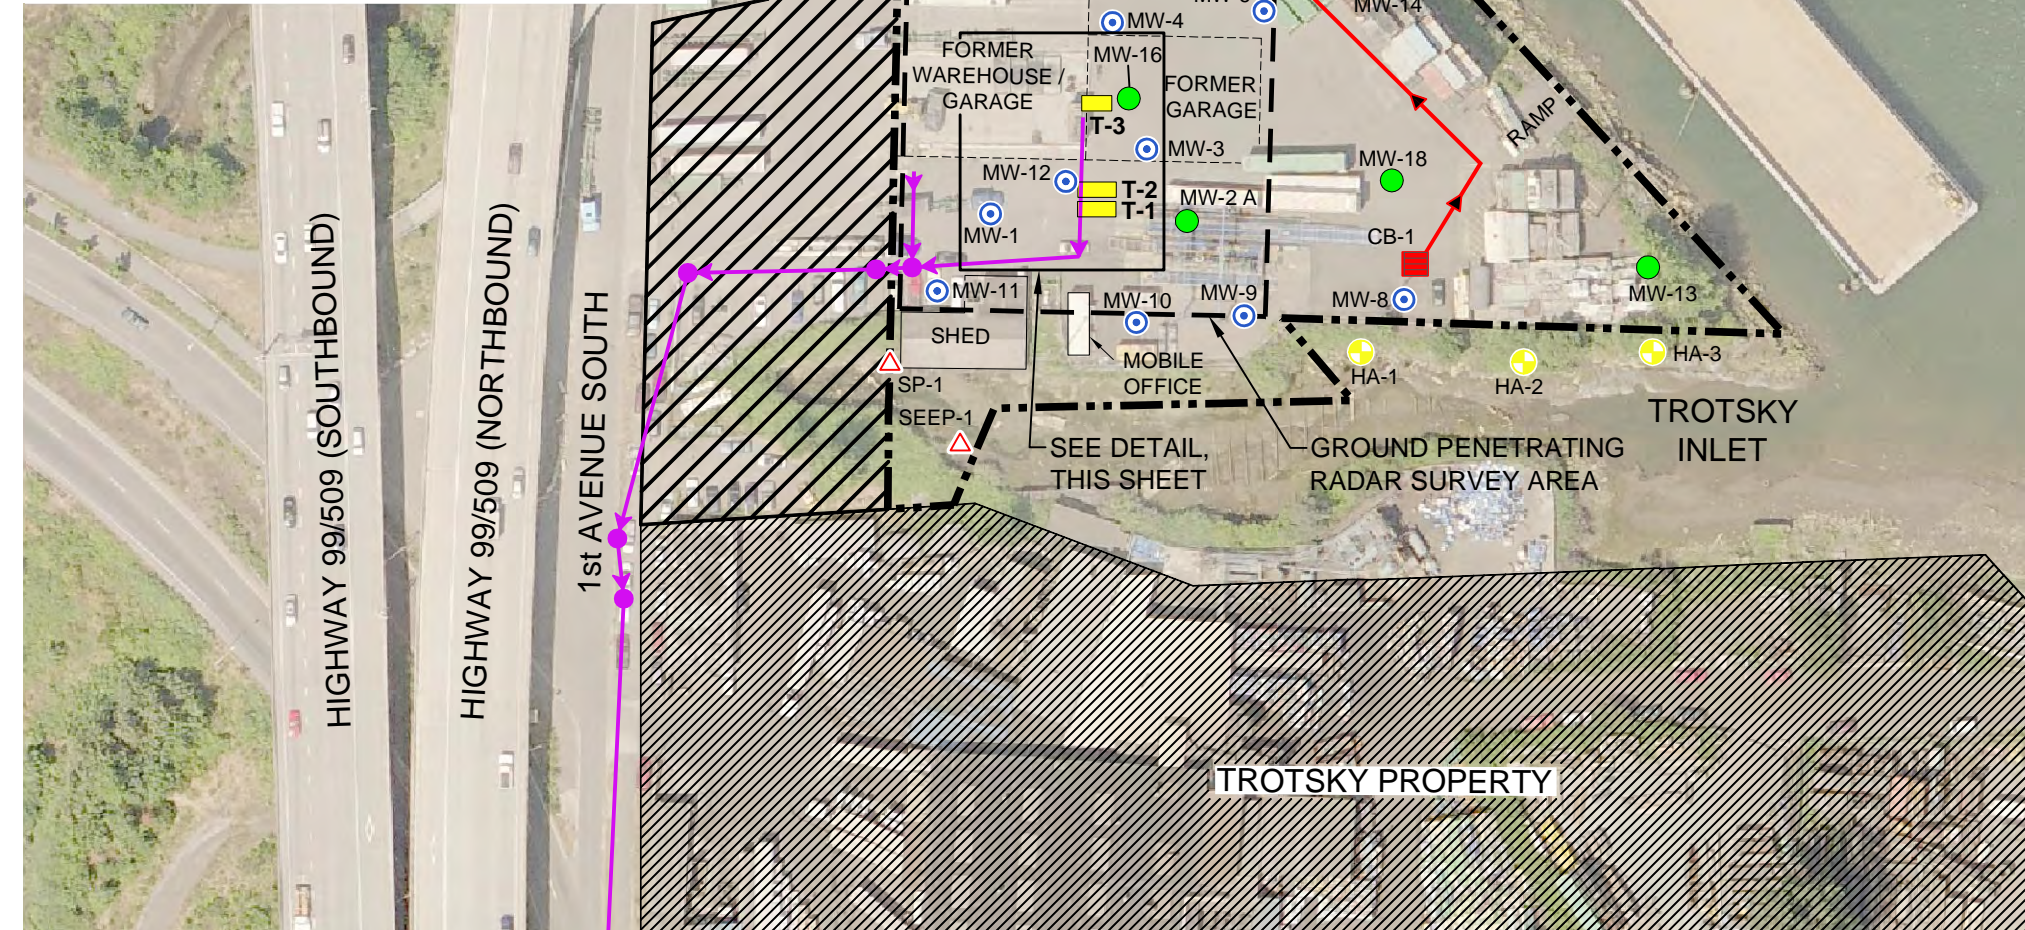 MW-14
MW-4
FORMER
WAREHOUSE /
GARAGE
MW-16
FORMER
GARAGE
T-3
RAMP
MW-3
MW-18
MW-12
T-2
T-1
MW-2 A
MW-1
CB-1
MW-11
MW-10
MW-9
MW-8
MW-13
SHED
MOBILE
OFFICE
SP-1
SEEP-1
HA-1
HA-2
HA-3
TROTSKY
INLET
SEE DETAIL,
THIS SHEET
GROUND PENETRATING
RADAR SURVEY AREA
HIGHWAY 99/509 (SOUTHBOUND)
HIGHWAY 99/509 (NORTHBOUND)
1st AVENUE SOUTH
TROTSKY PROPERTY